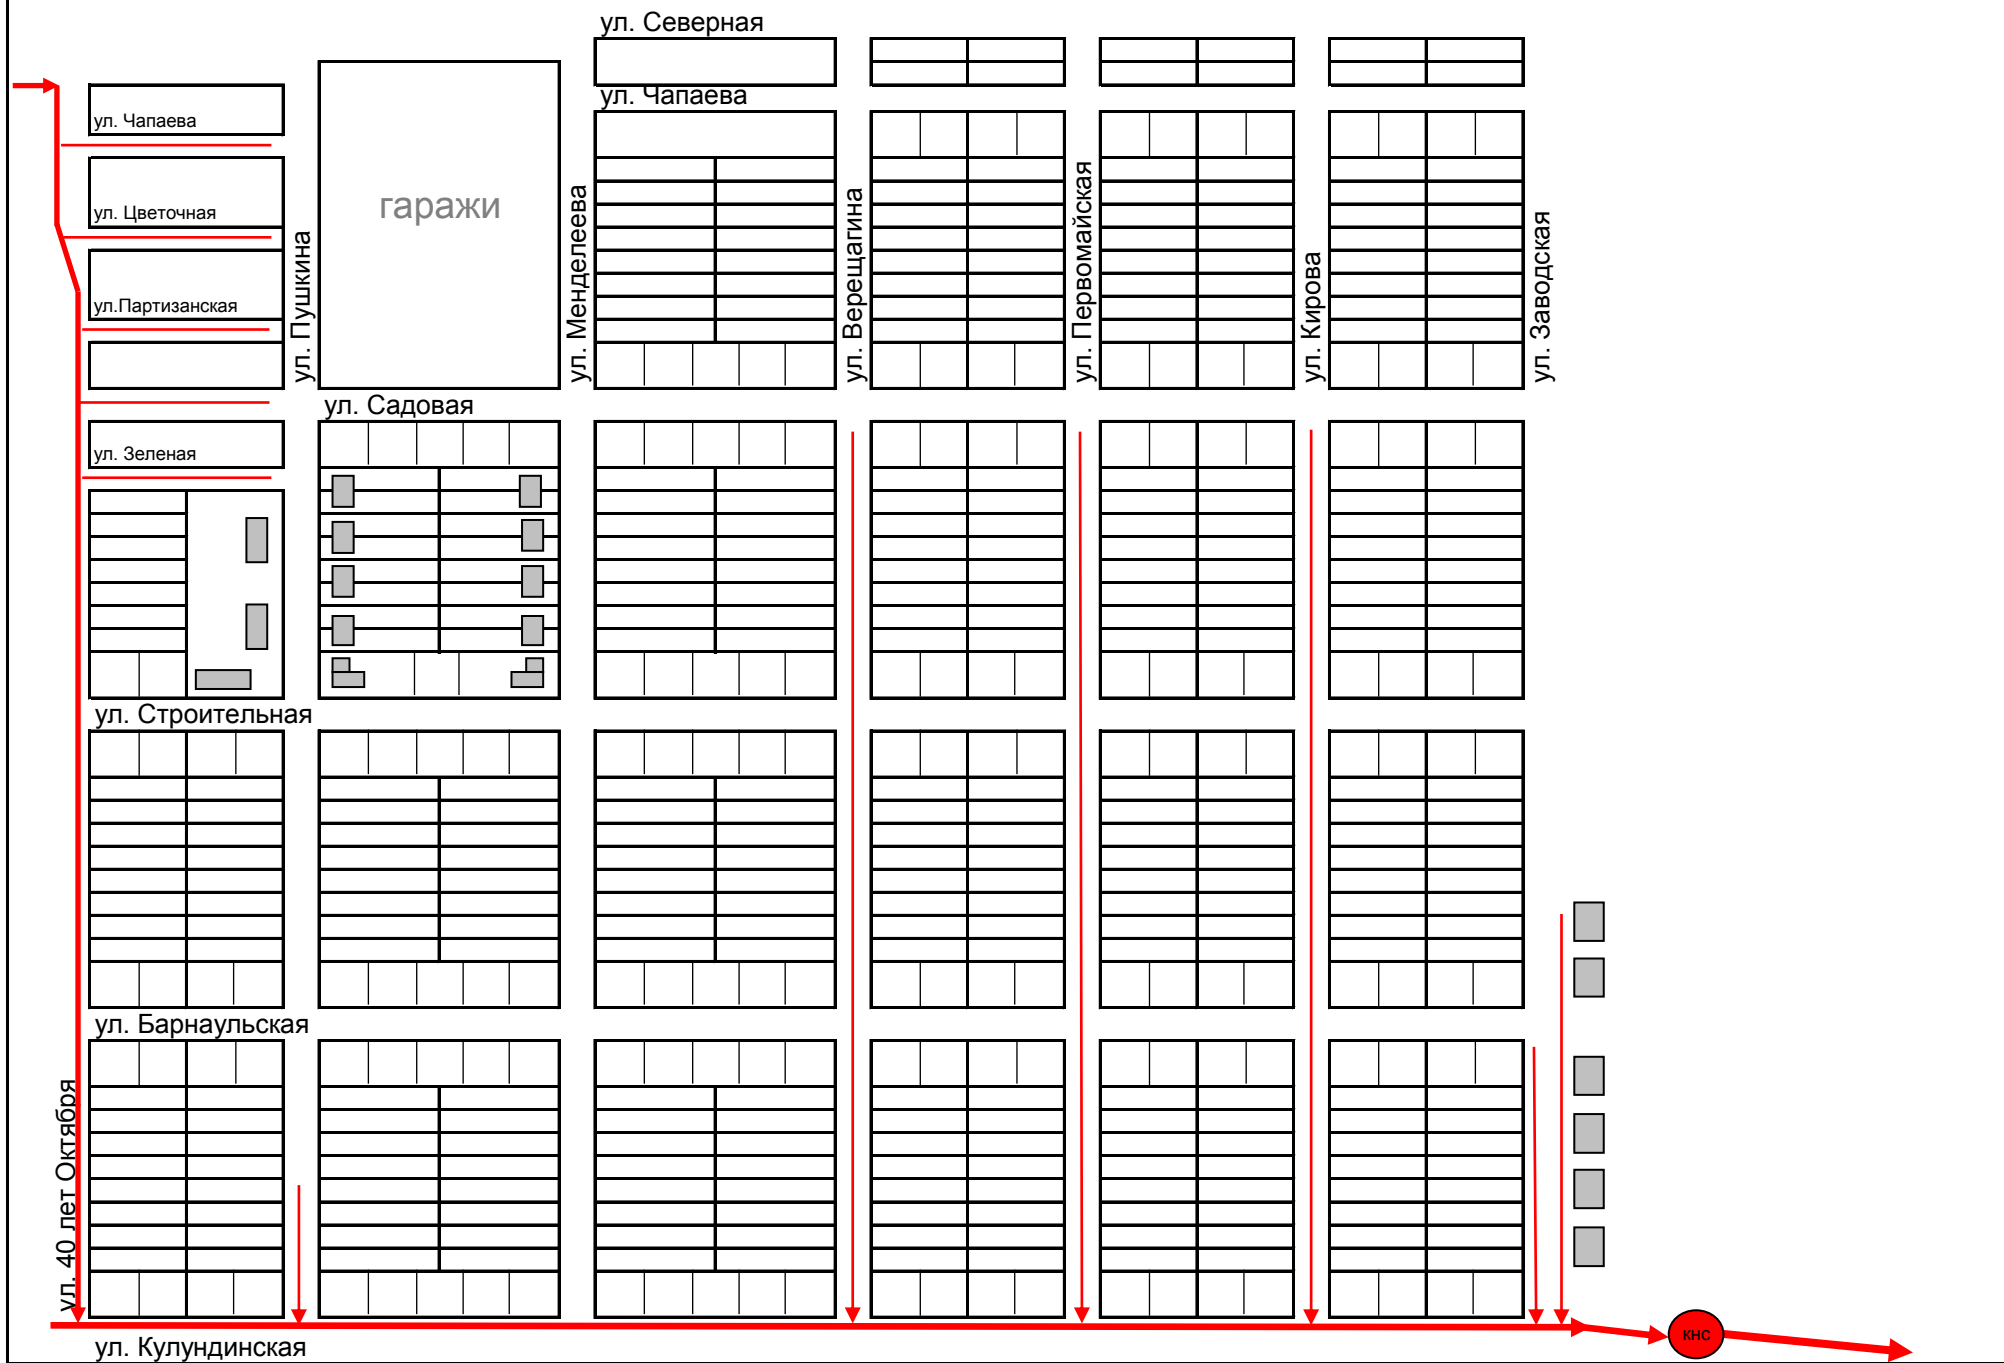 ул. Северная
ул. Чапаева
ул. Чапаева
ул. Цветочная
ул.Партизанская
ул. Пушкина
гаражи
ул. Менделеева
ул. Верещагина
ул. Первомайская
ул. Кирова
ул. Заводская
ул. Садовая
ул. Зеленая
ул. Строительная
ул. Барнаульская
ул. 40 лет Октября
ул. Кулундинская
КНС